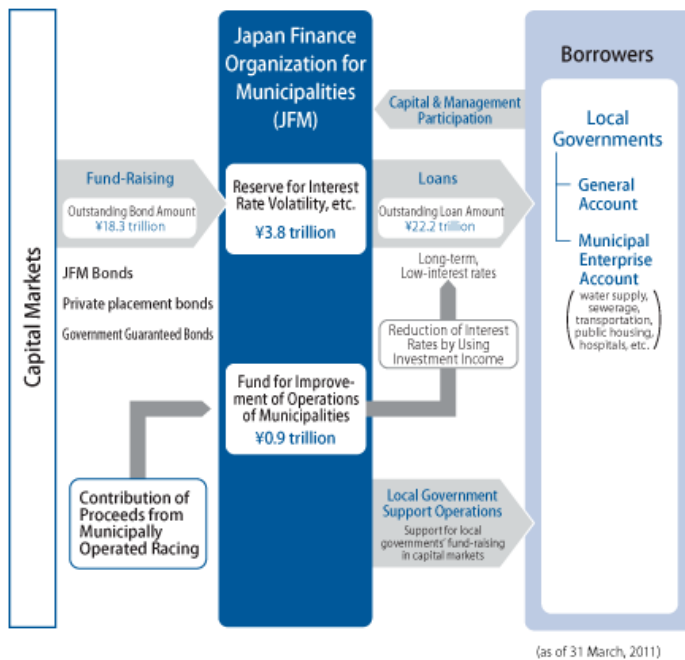 Capital Markets
Fund-Raising
Outstanding Bond Amount
¥18.3 trillion
JFM Bonds
Private placement bonds
Government Guaranteed Bonds
Contribution of
Proceeds from
Municipally
Operated Racing
Japan Finance
Organization for
Municipalities
(JFM)
Reserve for Interest
Rate Volatility, etc.
¥3.8 trillion
Fund for Improve-
ment of Operations
of Municipalities
¥0.9 trillion
Capital & Management
Participation
Loans
Outstanding Loan Amount
¥22.2 trillion
Long-term,
Low-interest rates
Reduction of Interest
Rates by Using
Investment Income
Local Government
Support Operations
Support for local
governments' fund-raising
in capital markets
Borrowers
Local
Governments
General
Account
Municipal
Enterprise
Account
(water supply,
sewerage,
transportation,
public housing,
hospitals, etc.)
(as of 31 March, 2011)